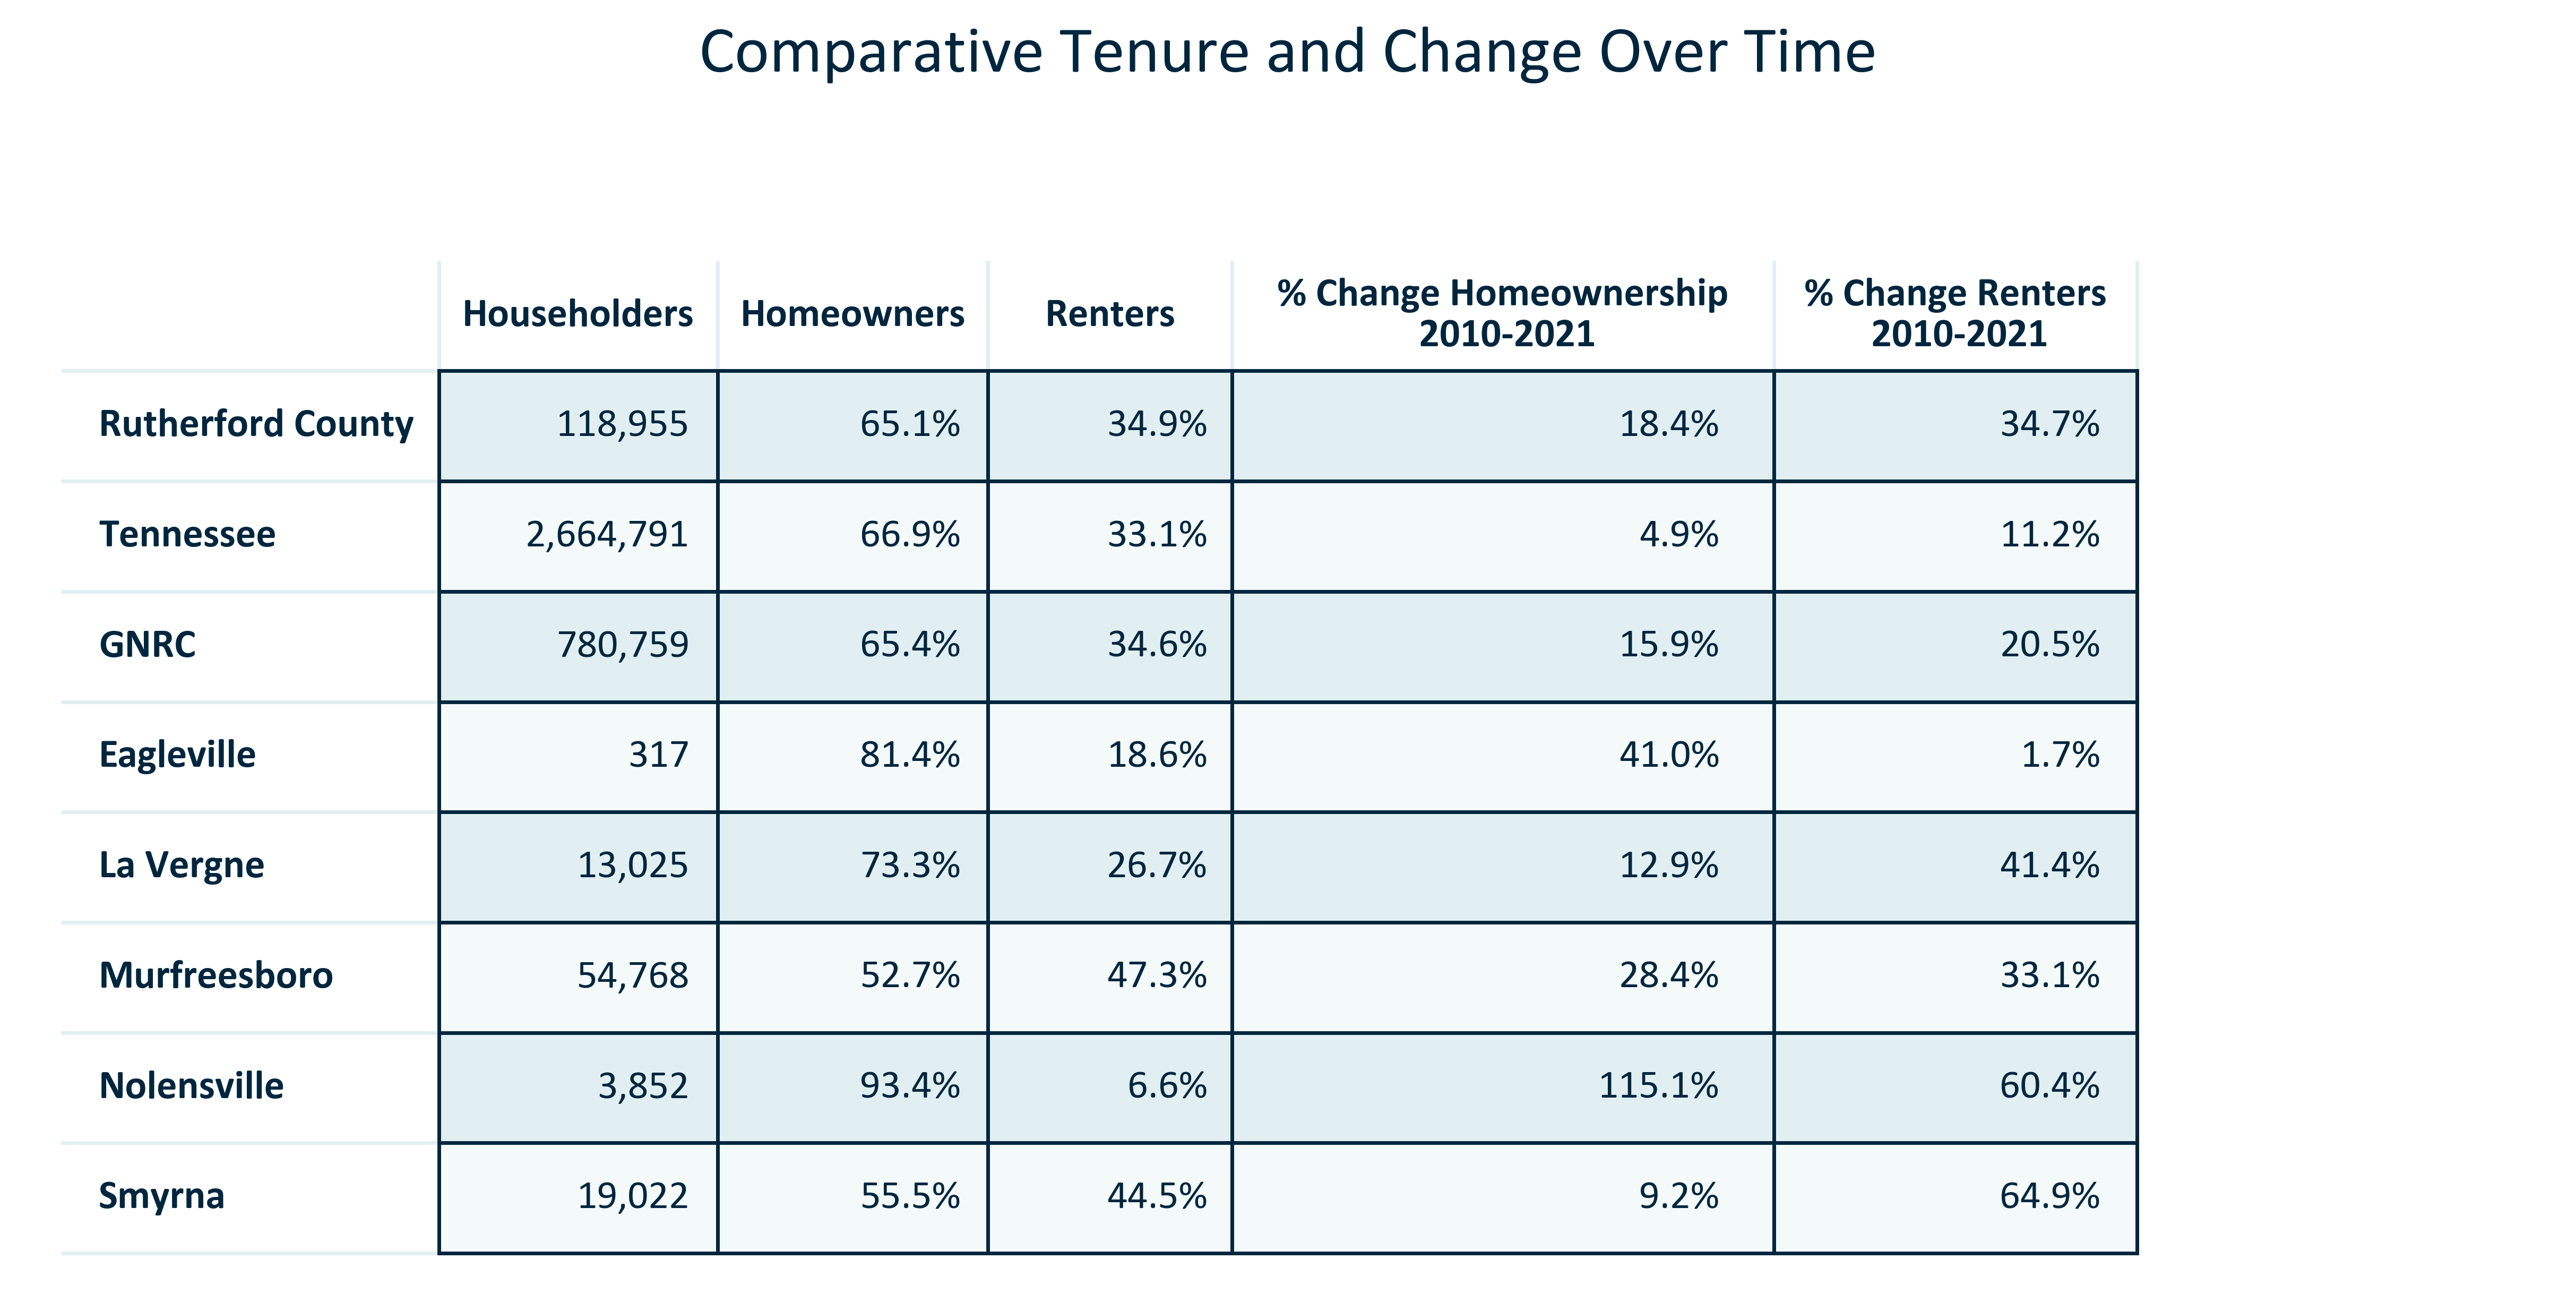 Comparative Tenure and Change Over Time
Householders Homeowners Renters % Change Homeownership 2010-2021 % Change Renters 2010-2021
Rutherford County 118,955 65.1% 34.9% 18.4% 34.7%
Tennessee 2,664,791 66.9% 33.1% 4.9% 11.2%
GNRC 780,759 65.4% 34.6% 15.9% 20.5%
Eagleville 317 81.4% 18.6% 41.0% 1.7%
La Vergne 13,025 73.3% 26.7% 12.9% 41.4%
Murfreesboro 54,768 52.7% 47.3% 28.4% 33.1%
Nolensville 3,852 93.4% 6.6% 115.1% 60.4%
Smyrna 19,022 55.5% 44.5% 9.2% 64.9%